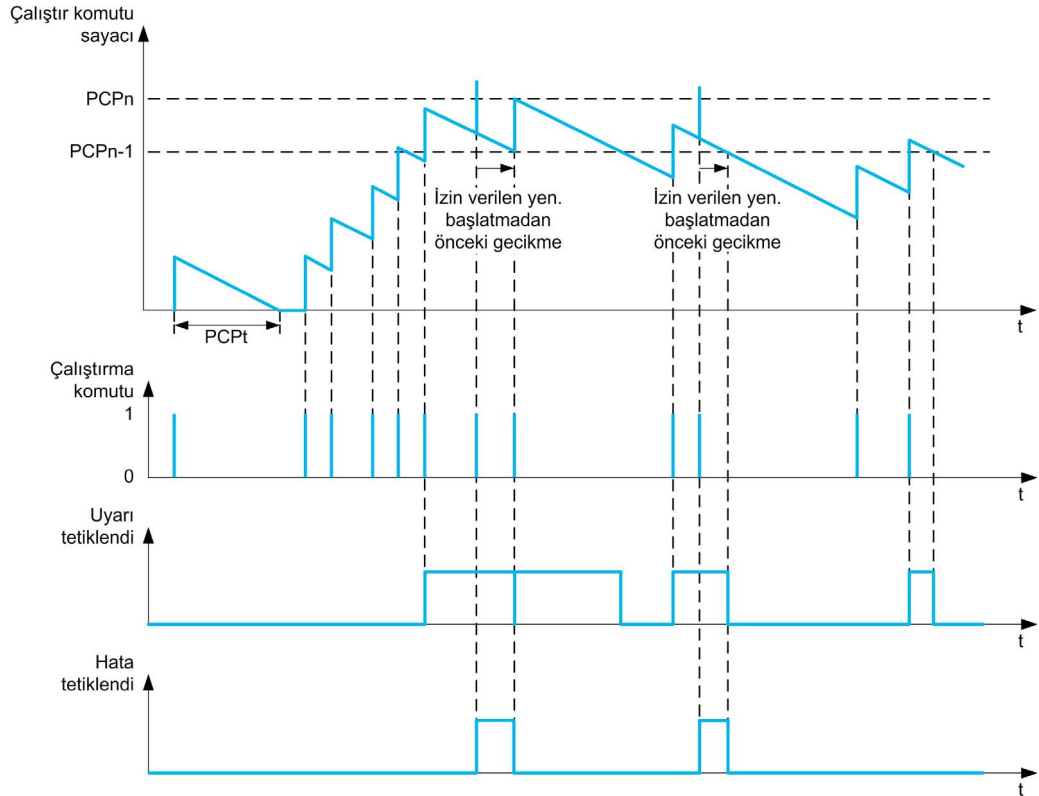 Çalıştır komutu
sayacı
PCPn
PCPn-1
İzin verilen yen.
başlatmadan
önceki gecikme
İzin verilen yen.
başlatmadan
önceki gecikme
PCPt
t
Çalıştırma
komutu
1
0
t
Uyarı
tetiklendi
t
Hata
tetiklendi
t